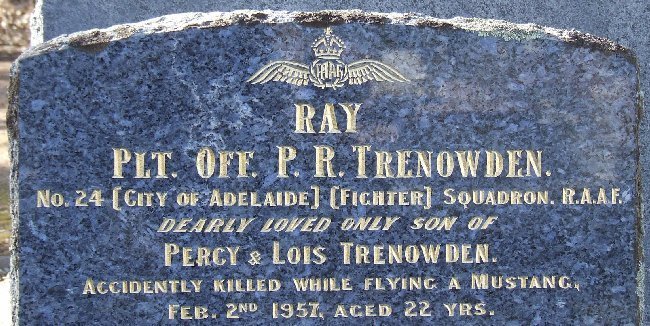 RAAF
RAY
PLT. OFF. P. R. TRENOWDEN.
No. 24 [CITY OF ADELAIDE] [FIGHTER] SQUADRON. R.A.A.F.
DEARLY LOVED ONLY SON OF
PERCY & LOIS TRENOWDEN.
ACCIDENTLY KILLED WHILE FLYING A MUSTANG,
FEB. 2ND 1957, AGED 22 YRS.